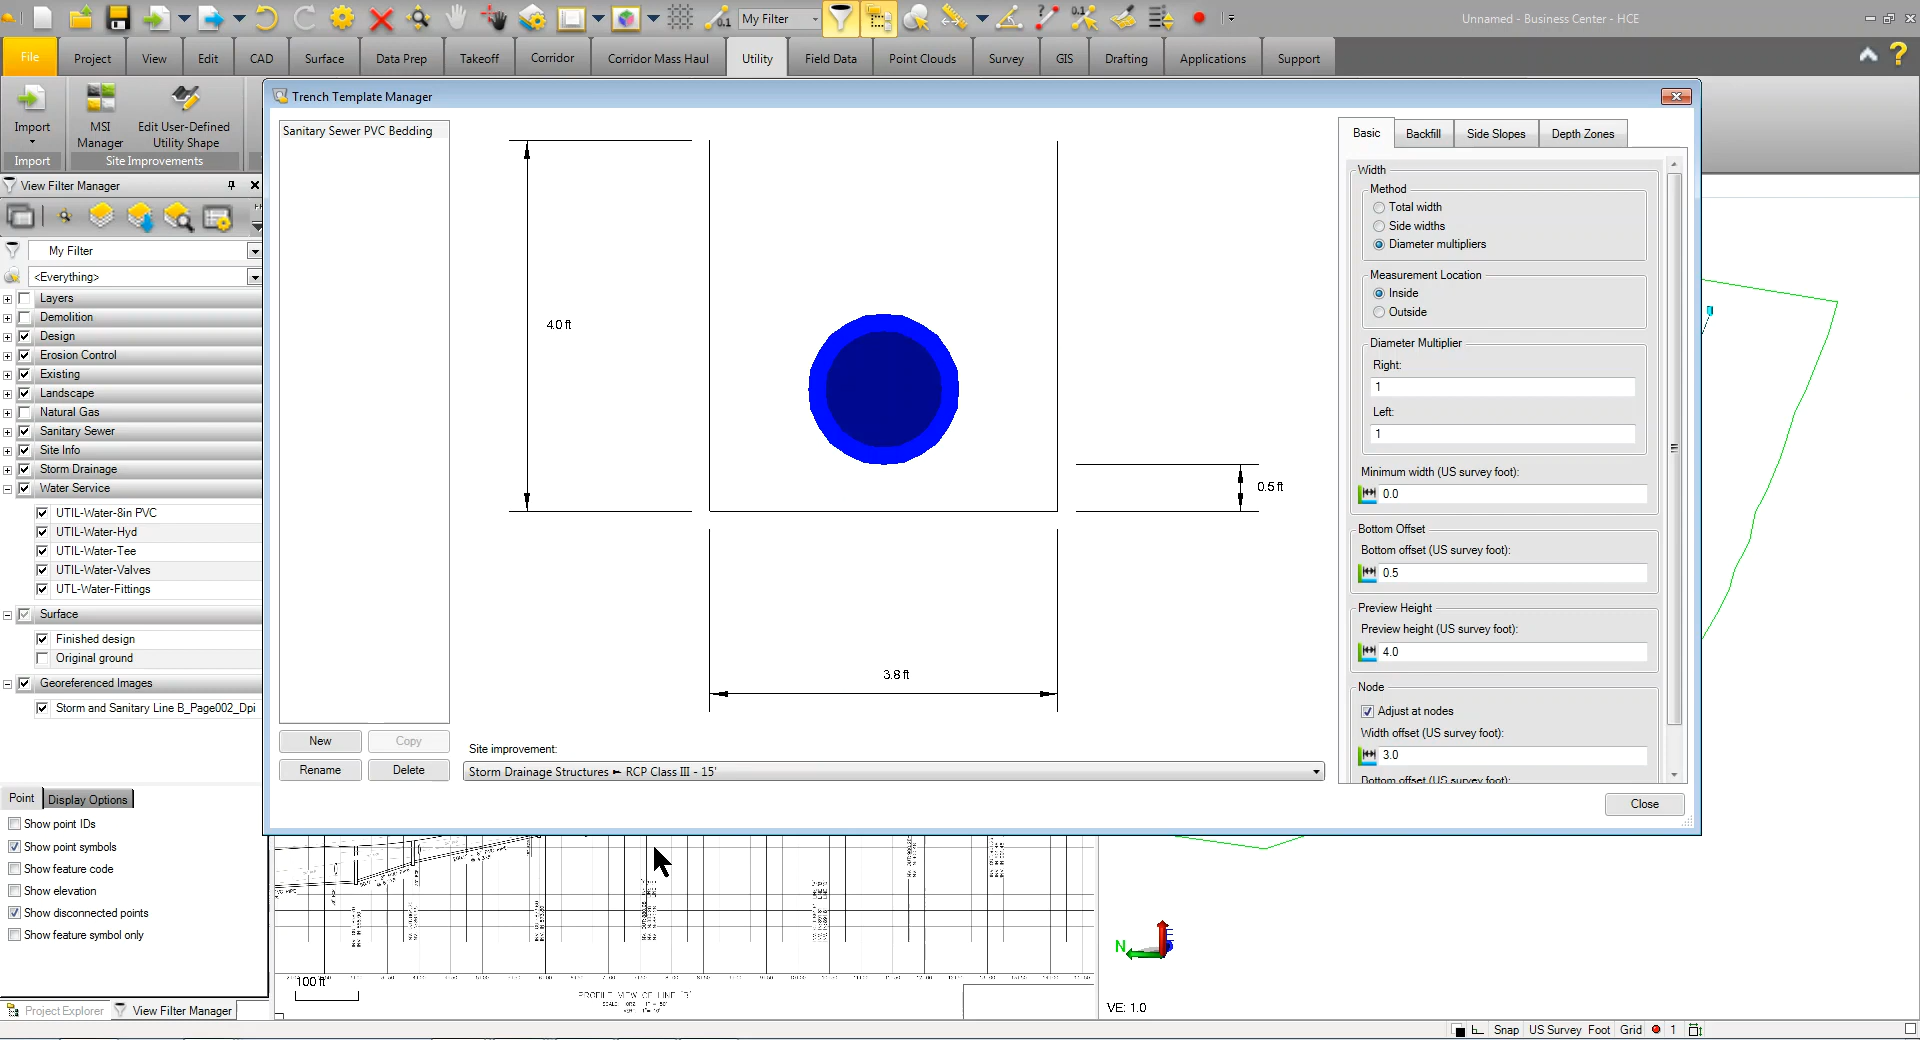 My Filter
Unnamed - Business Center - HCE
File
Project
View
Edit
CAD
Surface
Data Prep
Takeoff
Corridor
Corridor Mass Haul
Utility
Field Data
Point Clouds
Survey
GIS
Drafting
Applications
Support
Import
MSI
Manager
Edit User-Defined
Utility Shape
Import
Site Improvements
View Filter Manager
My Filter
<Everything>
Layers
Demolition
Design
Erosion Control
Existing
Landscape
Natural Gas
Sanitary Sewer
Site Info
Storm Drainage
Water Service
UTIL-Water-8in PVC
UTIL-Water-Hyd
UTIL-Water-Tee
UTIL-Water-Valves
UTL-Water-Fittings
Surface
Finished design
Original ground
Georeferenced Images
Storm and Sanitary Line B_Page002_Dpi
Point
Display Options
Show point IDs
Show point symbols
Show feature code
Show elevation
Show disconnected points
Show feature symbol only
Project Explorer
View Filter Manager
Trench Template Manager
Sanitary Sewer PVC Bedding
4.0 ft
0.5 ft
3.8 ft
New
Copy
Rename
Delete
Site improvement:
Storm Drainage Structures ► RCP Class III - 15'
Basic
Backfill
Side Slopes
Depth Zones
Width
Method
Total width
Side widths
Diameter multipliers
Measurement Location
Inside
Outside
Diameter Multiplier
Right:
1
Left:
1
Minimum width (US survey foot):
0.0
Bottom Offset
Bottom offset (US survey foot):
0.5
Preview Height
Preview height (US survey foot):
4.0
Node
Adjust at nodes
Width offset (US survey foot):
3.0
Bottom offset (US survey foot):
Close
100 ft
PROFILE VIEW OF LINE "B"
N
E
VE: 1.0
Snap
US Survey Foot
Grid
1